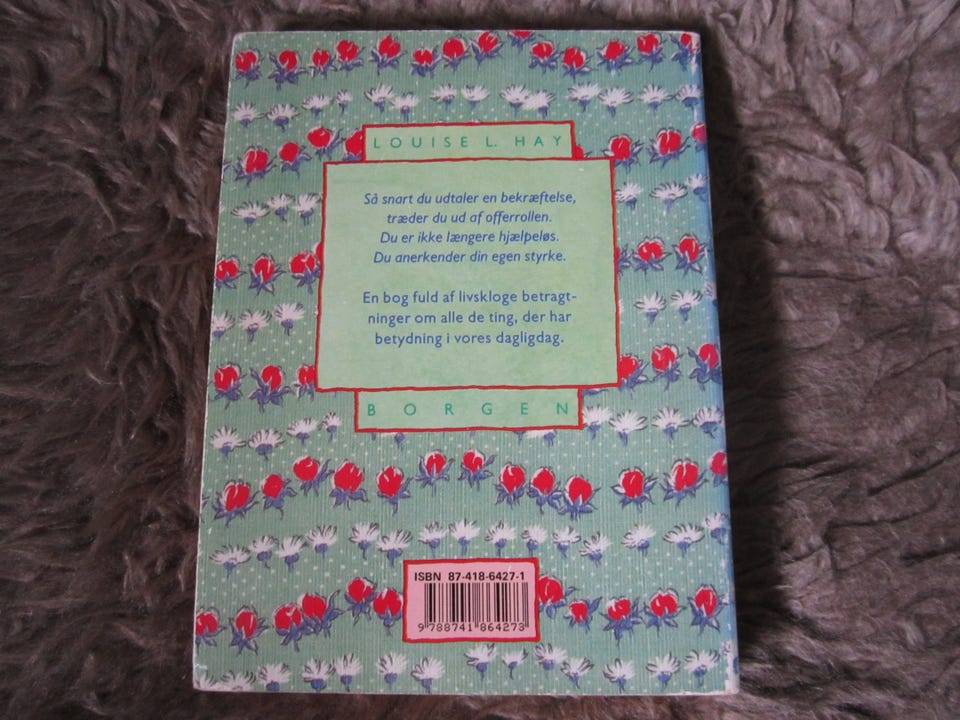 LOUISE L. HAY
Så snart du udtaler en bekræftelse,
træder du ud af offerrollen.
Du er ikke længere hjælpeløs.
Du anerkender din egen styrke.
En bog fuld af livskloge betragt-
ninger om alle de ting, der har
betydning i vores dagligdag.
BORGEN
ISBN 87-418-6427-1
9 788741 864273